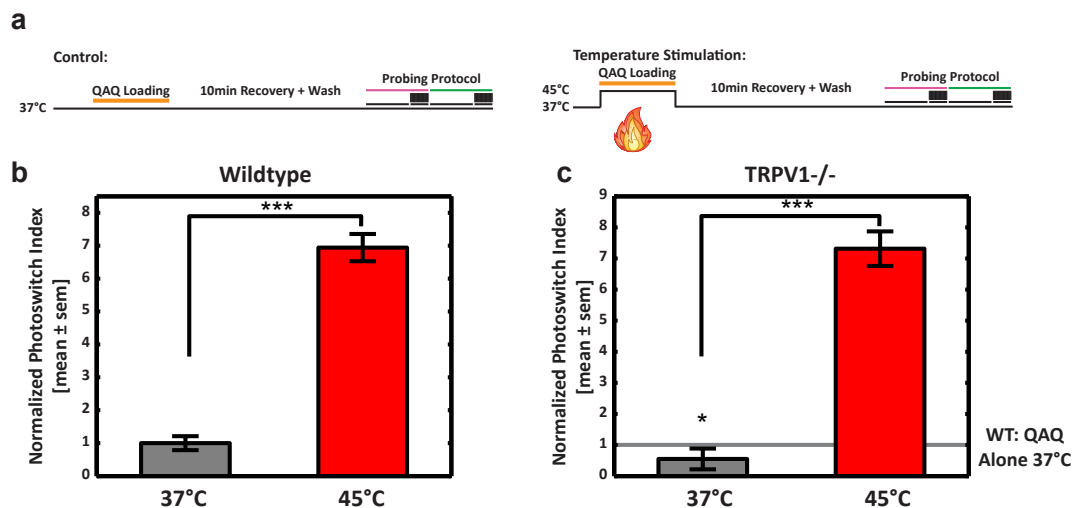 a
Control:
QAQ Loading
10min Recovery + Wash
Probing Protocol
37°C
Temperature Stimulation:
QAQ Loading
10min Recovery + Wash
Probing Protocol
45°C
37°C
b
Wildtype
***
Normalized Photoswitch Index
[mean ± sem]
8
7
6
5
4
3
2
1
0
37°C
45°C
c
TRPV1-/-
***
*
Normalized Photoswitch Index
[mean ± sem]
9
8
7
6
5
4
3
2
1
0
37°C
45°C
WT: QAQ
Alone 37°C